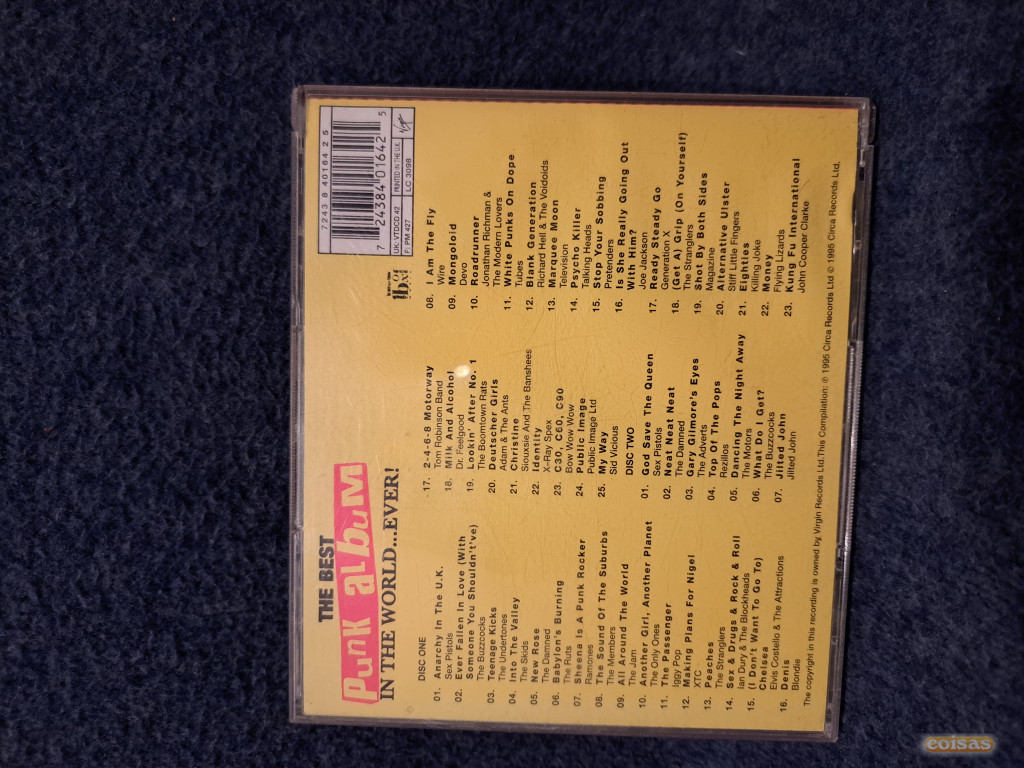 THE BEST
punk album
IN THE WORLD...EVER!
7243 8 40164 2 5
7 24384 01642 5
UK: VTDCD 42
PRINTED IN THE U.K.
F: PM 427
LC 3098
Virgin
DISC ONE
01. Anarchy In The U.K.
Sex Pistols
02. Ever Fallen In Love (With
Someone You Shouldn't've)
The Buzzcocks
03. Teenage Kicks
The Undertones
04. Into The Valley
The Skids
05. New Rose
The Damned
06. Babylon's Burning
The Ruts
07. Sheena Is A Punk Rocker
Ramones
08. The Sound Of The Suburbs
The Members
09. All Around The World
The Jam
10. Another Girl, Another Planet
The Only Ones
11. The Passenger
Iggy Pop
12. Making Plans For Nigel
XTC
13. Peaches
The Stranglers
14. Sex & Drugs & Rock & Roll
Ian Dury & The Blockheads
15. (I Don't Want To Go To)
Chelsea
Elvis Costello & The Attractions
16. Denis
Blondie
17. 2-4-6-8 Motorway
Tom Robinson Band
18. Milk And Alcohol
Dr. Feelgood
19. Lookin' After No. 1
The Boomtown Rats
20. Deutscher Girls
Adam & The Ants
21. Christine
Siouxsie And The Banshees
22. Identity
X-Ray Spex
23. C30, C60, C90
Bow Wow Wow
24. Public Image
Public Image Ltd
25. My Way
Sid Vicious
DISC TWO
01. God Save The Queen
Sex Pistols
02. Neat Neat Neat
The Damned
03. Gary Gilmore's Eyes
The Adverts
04. Top Of The Pops
Rezillos
05. Dancing The Night Away
The Motors
06. What Do I Get?
The Buzzcocks
07. Jilted John
Jilted John
08. I Am The Fly
Wire
09. Mongoloid
Devo
10. Roadrunner
Jonathan Richman &
The Modern Lovers
11. White Punks On Dope
Tubes
12. Blank Generation
Richard Hell & The Voidoids
13. Marquee Moon
Television
14. Psycho Killer
Talking Heads
15. Stop Your Sobbing
Pretenders
16. Is She Really Going Out
With Him?
Joe Jackson
17. Ready Steady Go
Generation X
18. (Get A) Grip (On Yourself)
The Stranglers
19. Shot By Both Sides
Magazine
20. Alternative Ulster
Stiff Little Fingers
21. Eighties
Killing Joke
22. Money
Flying Lizards
23. Kung Fu International
John Cooper Clarke
The copyright in this recording is owned by Virgin Records Ltd. This Compilation: ℗ 1995 Circa Records Ltd © 1995 Circa Records Ltd.
coisas